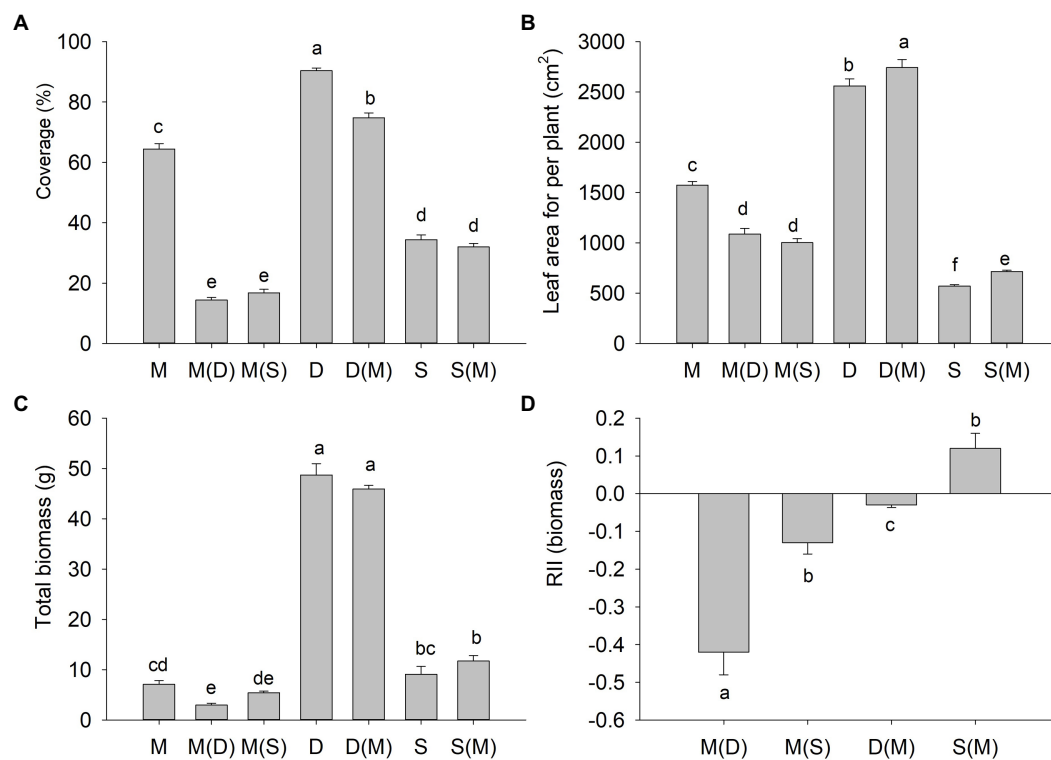 A
Coverage (%)
100
80
60
40
20
0
c
e
e
a
b
d
d
M M(D) M(S) D D(M) S S(M)
B
Leaf area for per plant (cm²)
3000
2500
2000
1500
1000
500
0
c
d
d
b
a
f
e
M M(D) M(S) D D(M) S S(M)
C
Total biomass (g)
60
50
40
30
20
10
0
cd
e
de
a
a
bc
b
M M(D) M(S) D D(M) S S(M)
D
RII (biomass)
0.2
0.1
0.0
-0.1
-0.2
-0.3
-0.4
-0.5
-0.6
a
b
c
b
M(D) M(S) D(M) S(M)